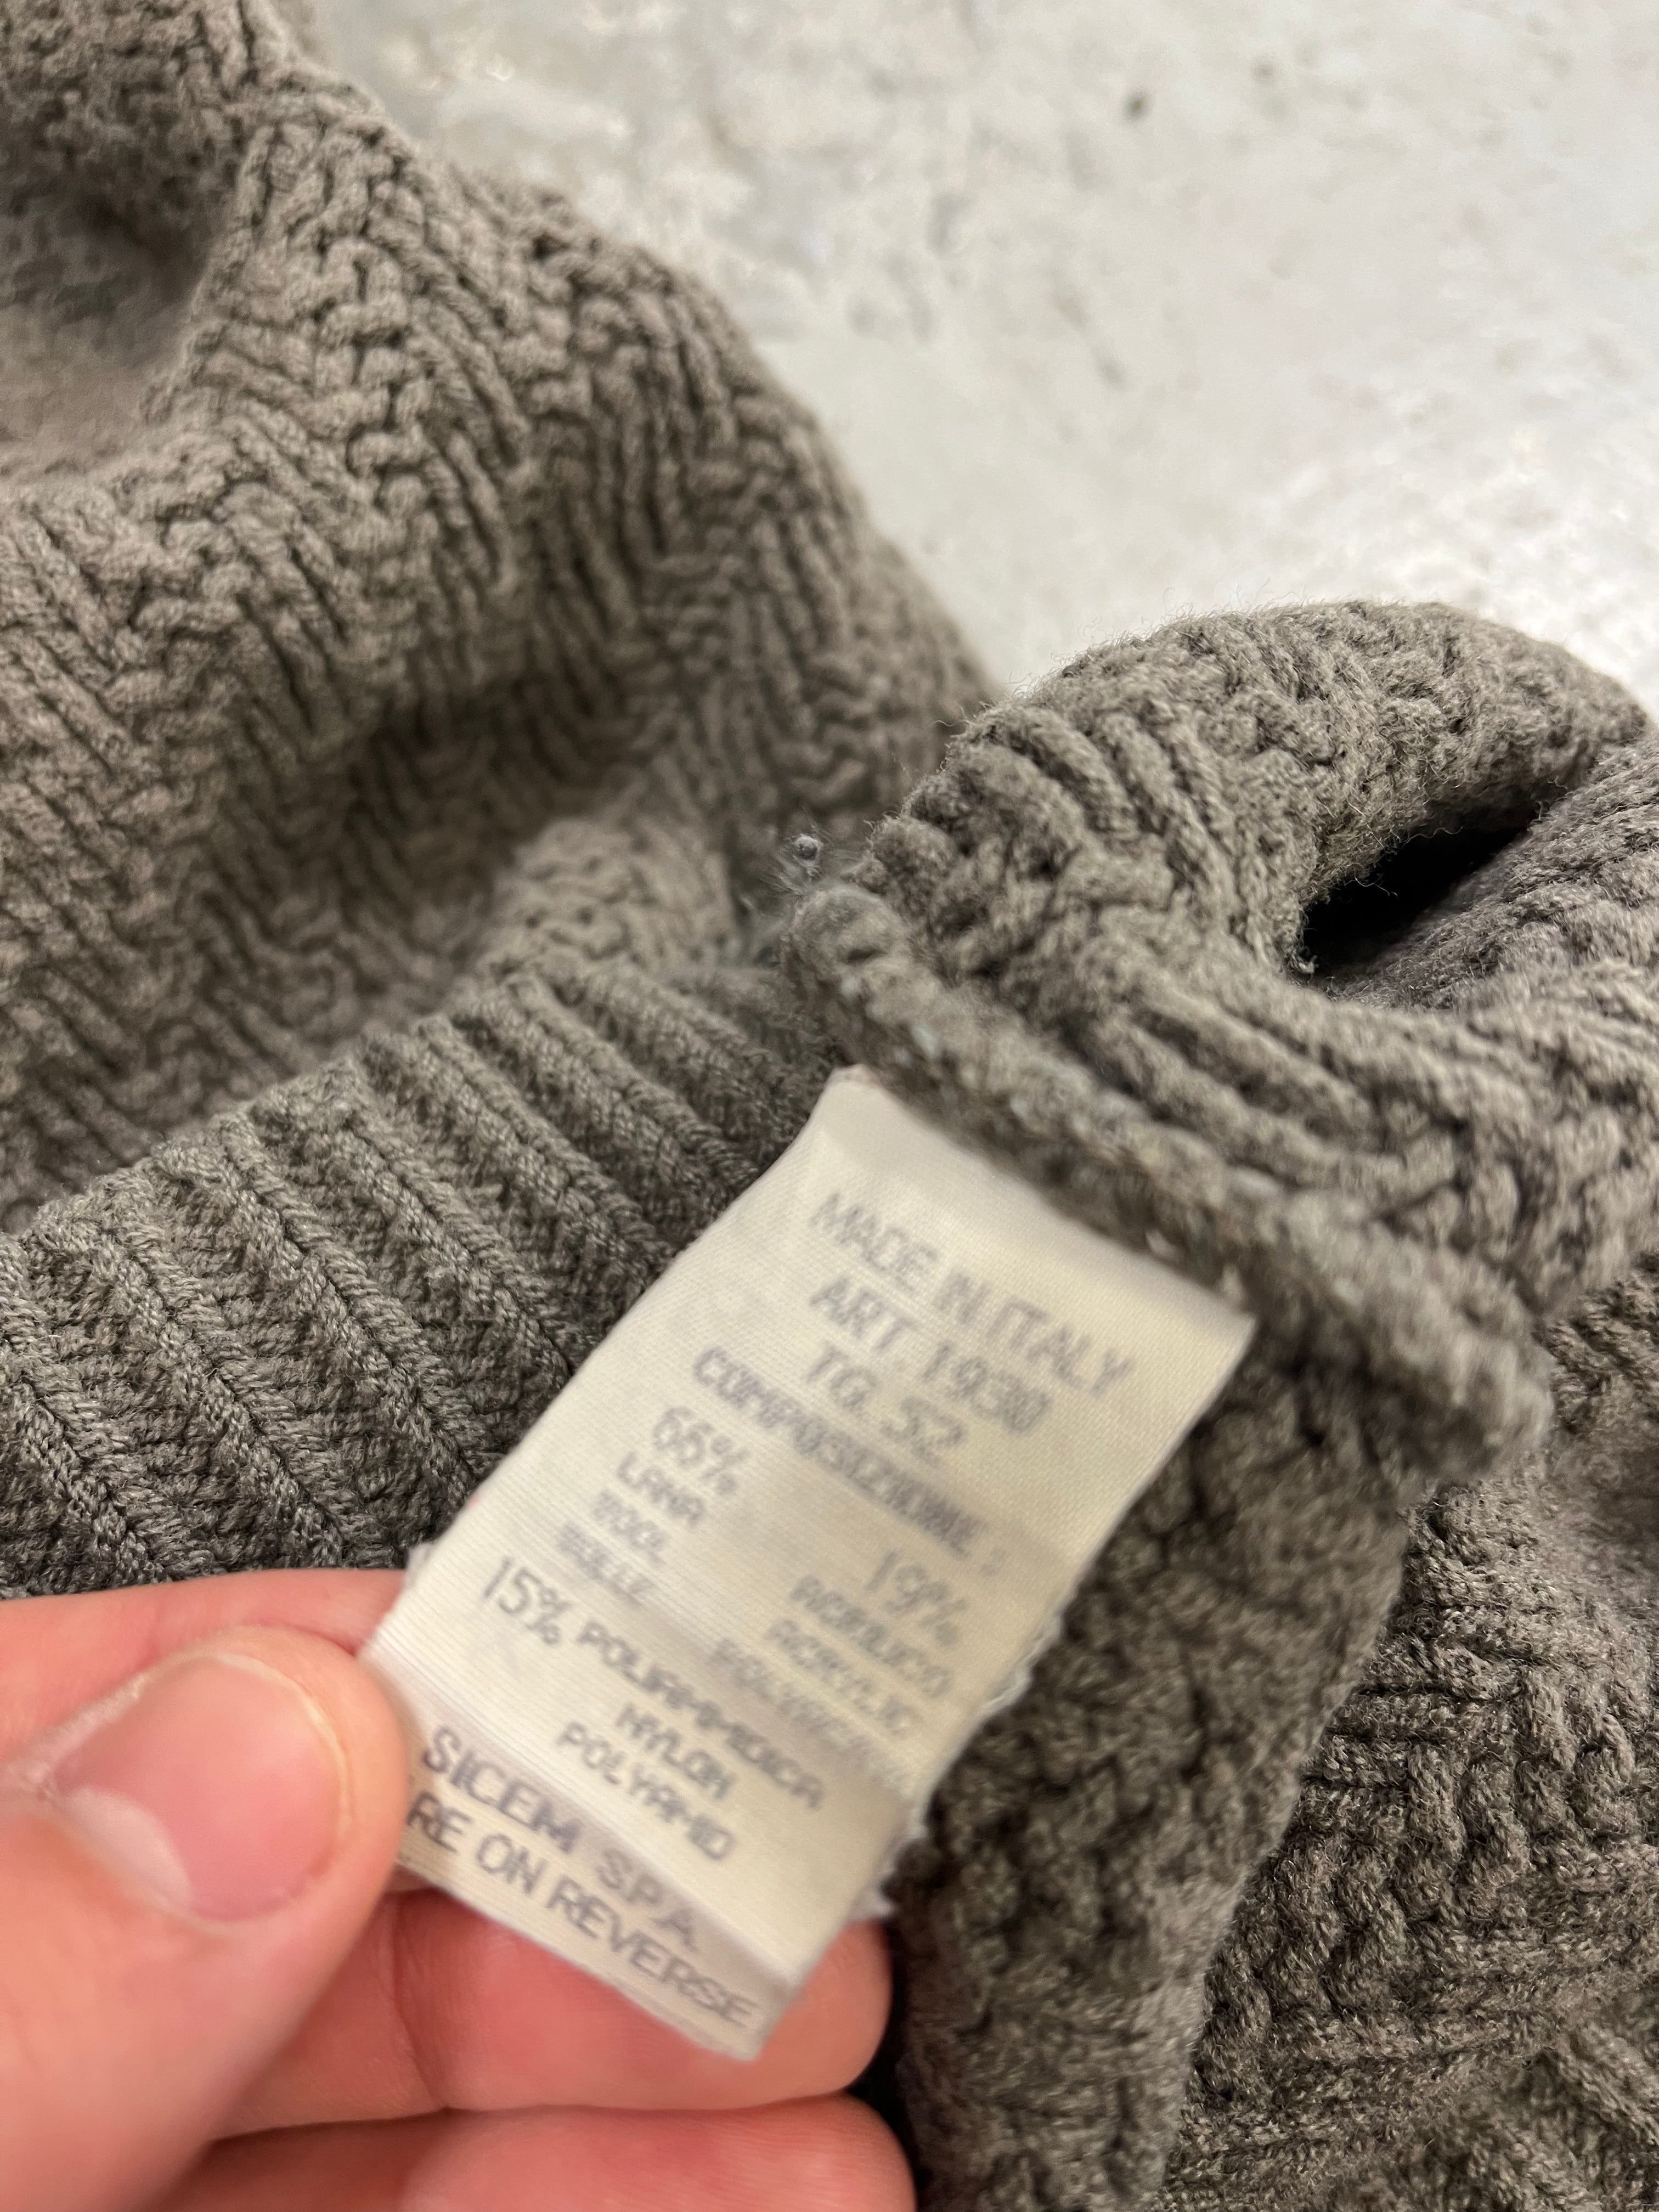 MADE IN ITALY
ART. 1930
TG. 52
COMPOSIZIONE:
66% 19%
LANA ACRILICO
WOOL ACRYLIC
15% POLIAMMIDICA
NYLON
POLYAMID
SICEM S.P.A.
RE ON REVERSE